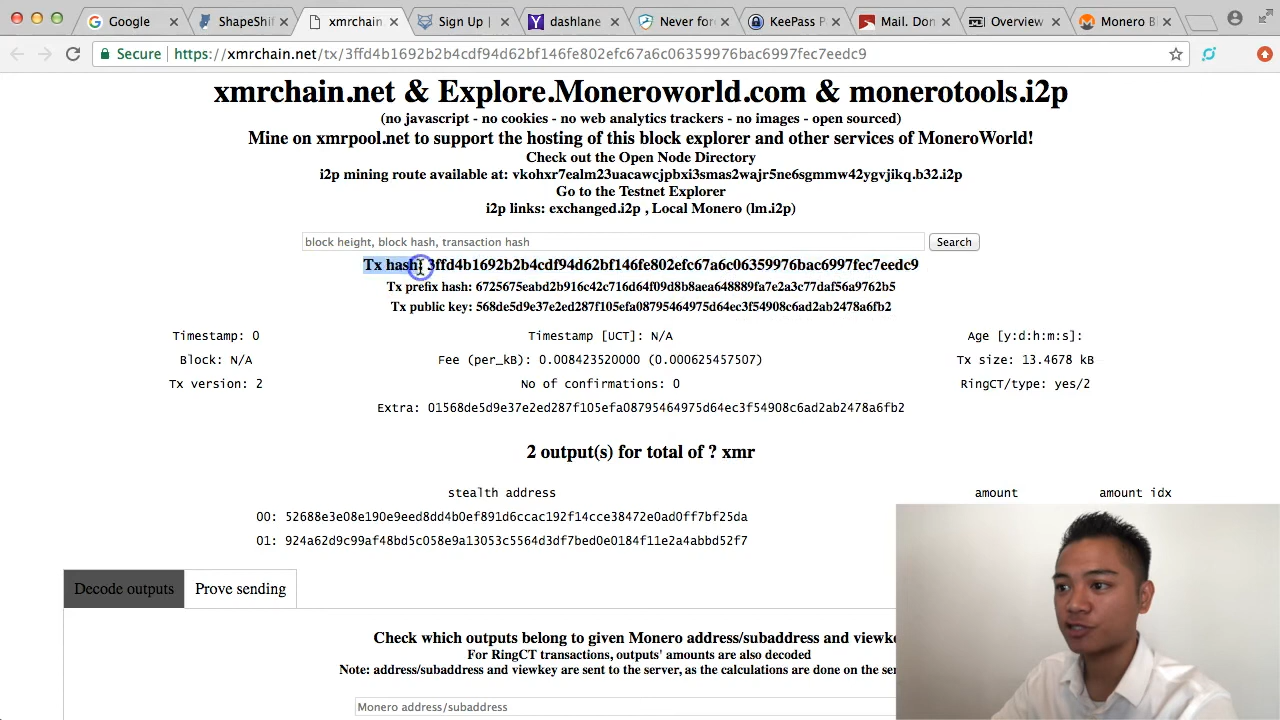 Google
ShapeShif
xmrchain
Sign Up |
dashlane
Never for
KeePass P
Mail. Don
Overview
Monero B
Secure | https://xmrchain.net/tx/3ffd4b1692b2b4cdf94d62bf146fe802efc67a6c06359976bac6997fec7eedc9
xmrchain.net & Explore.Moneroworld.com & monerotools.i2p
(no javascript - no cookies - no web analytics trackers - no images - open sourced)
Mine on xmrpool.net to support the hosting of this block explorer and other services of MoneroWorld!
Check out the Open Node Directory
i2p mining route available at: vkohxr7ealm23uacawcjpbxi3smas2wajr5ne6sgmmw42ygvjikq.b32.i2p
Go to the Testnet Explorer
i2p links: exchanged.i2p , Local Monero (lm.i2p)
block height, block hash, transaction hash
Search
Tx hash: 3ffd4b1692b2b4cdf94d62bf146fe802efc67a6c06359976bac6997fec7eedc9
Tx prefix hash: 6725675eabd2b916c42c716d64f09d8b8aea648889fa7e2a3c77daf56a9762b5
Tx public key: 568de5d9e37e2ed287f105efa08795464975d64ec3f54908c6ad2ab2478a6fb2
Timestamp: 0
Timestamp [UCT]: N/A
Age [y:d:h:m:s]:
Block: N/A
Fee (per_kB): 0.008423520000 (0.000625457507)
Tx size: 13.4678 kB
Tx version: 2
No of confirmations: 0
RingCT/type: yes/2
Extra: 01568de5d9e37e2ed287f105efa08795464975d64ec3f54908c6ad2ab2478a6fb2
2 output(s) for total of ? xmr
stealth address
amount
amount idx
00: 52688e3e08e190e9eed8dd4b0ef891d6ccac192f14cce38472e0ad0ff7bf25da
01: 924a62d9c99af48bd5c058e9a13053c5564d3df7bed0e0184f11e2a4abbd52f7
Decode outputs
Prove sending
Check which outputs belong to given Monero address/subaddress and viewke
For RingCT transactions, outputs' amounts are also decoded
Note: address/subaddress and viewkey are sent to the server, as the calculations are done on the se
Monero address/subaddress